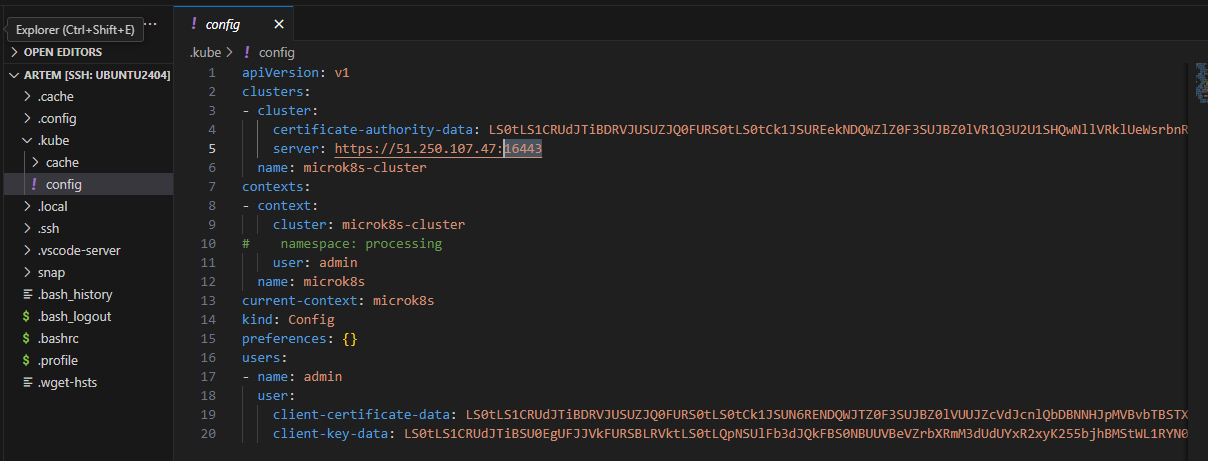 Explorer (Ctrl+Shift+E)
···
OPEN EDITORS
ARTEM [SSH: UBUNTU2404]
.cache
.config
.kube
cache
! config
.local
.ssh
.vscode-server
snap
.bash_history
$ .bash_logout
$ .bashrc
$ .profile
.wget-hsts
! config ×
.kube > ! config
1 apiVersion: v1
2 clusters:
3 - cluster:
4 certificate-authority-data: LS0tLS1CRUdJTiBDRVJUSUZJQ0FURS0tLS0tCk1JSUREekNDQWZlZ0F3SUJBZ0lVR1Q3U2U1SHQwNllVRklUeWsrbnR
5 server: https://51.250.107.47:16443
6 name: microk8s-cluster
7 contexts:
8 - context:
9 cluster: microk8s-cluster
10 # namespace: processing
11 user: admin
12 name: microk8s
13 current-context: microk8s
14 kind: Config
15 preferences: {}
16 users:
17 - name: admin
18 user:
19 client-certificate-data: LS0tLS1CRUdJTiBDRVJUSUZJQ0FURS0tLS0tCk1JSUN6RENDQWJTZ0F3SUJBZ0lVUUJZcVdJcnlQbDBNNHJpMVBvbTBSTX
20 client-key-data: LS0tLS1CRUdJTiBSU0EgUFJJVkFURSBLRVktLS0tLQpNSUlFb3dJQkFBS0NBUUVBeVZrbXRmM3dUdUYxR2xyK255bjhBMStWL1RYN0